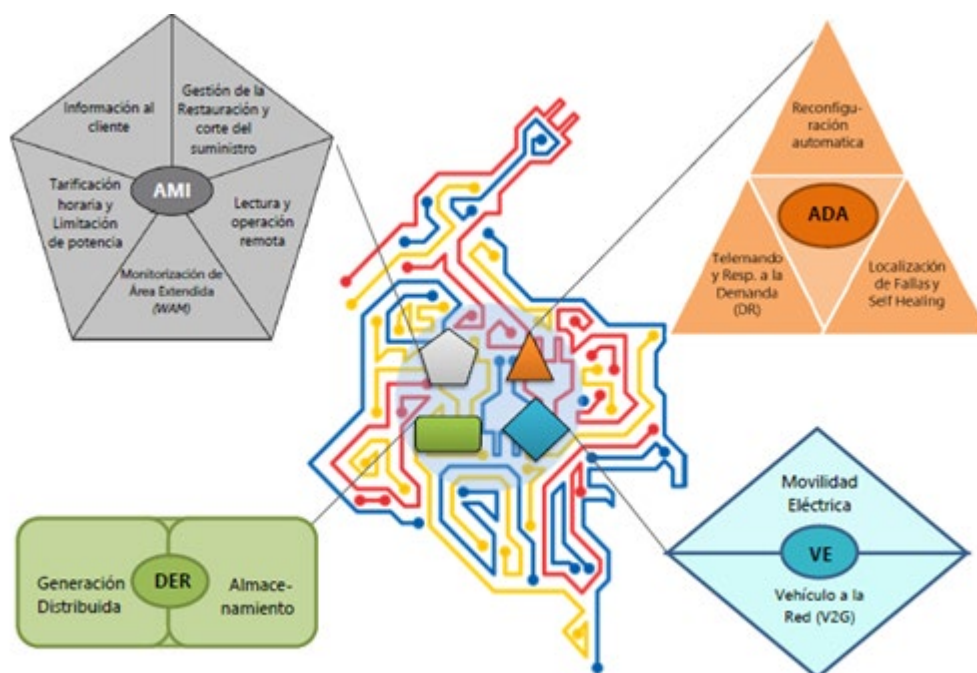 Información al
cliente
Gestión de la
Restauración y
corte del
suministro
Tarificación
horaria y
Limitación
de potencia
AMI
Lectura y
operación
remota
Monitorización de
Área Extendida
(WAM)
Reconfigu-
ración
automatica
ADA
Telemando
y Resp. a la
Demanda
(DR)
Localización
de Fallas y
Self Healing
Generación
Distribuida
DER
Almace-
namiento
Movilidad
Eléctrica
VE
Vehículo a la
Red (V2G)